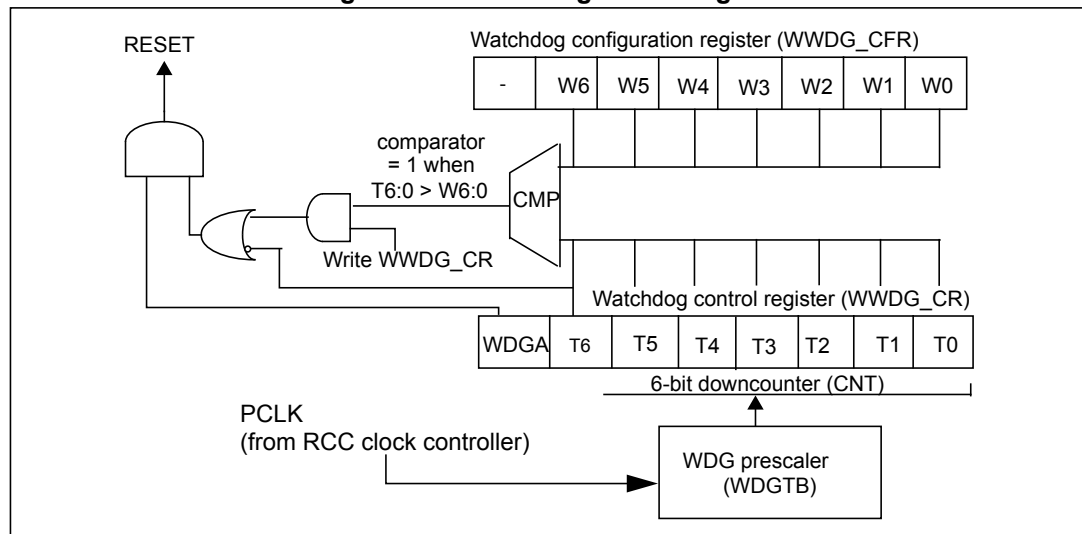 RESET
Watchdog configuration register (WWDG_CFR)
- W6 W5 W4 W3 W2 W1 W0
comparator
= 1 when
T6:0 > W6:0
CMP
Write WWDG_CR
Watchdog control register (WWDG_CR)
WDGA T6 T5 T4 T3 T2 T1 T0
6-bit downcounter (CNT)
PCLK
(from RCC clock controller)
WDG prescaler
(WDGTB)